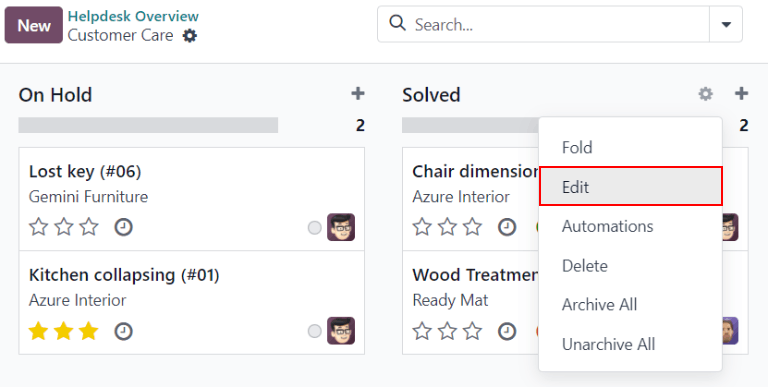 New
Helpdesk Overview
Customer Care
Search...
On Hold
2
Lost key (#06)
Gemini Furniture
Kitchen collapsing (#01)
Azure Interior
Solved
2
Chair dimension
Azure Interior
Wood Treatmen
Ready Mat
Fold
Edit
Automations
Delete
Archive All
Unarchive All